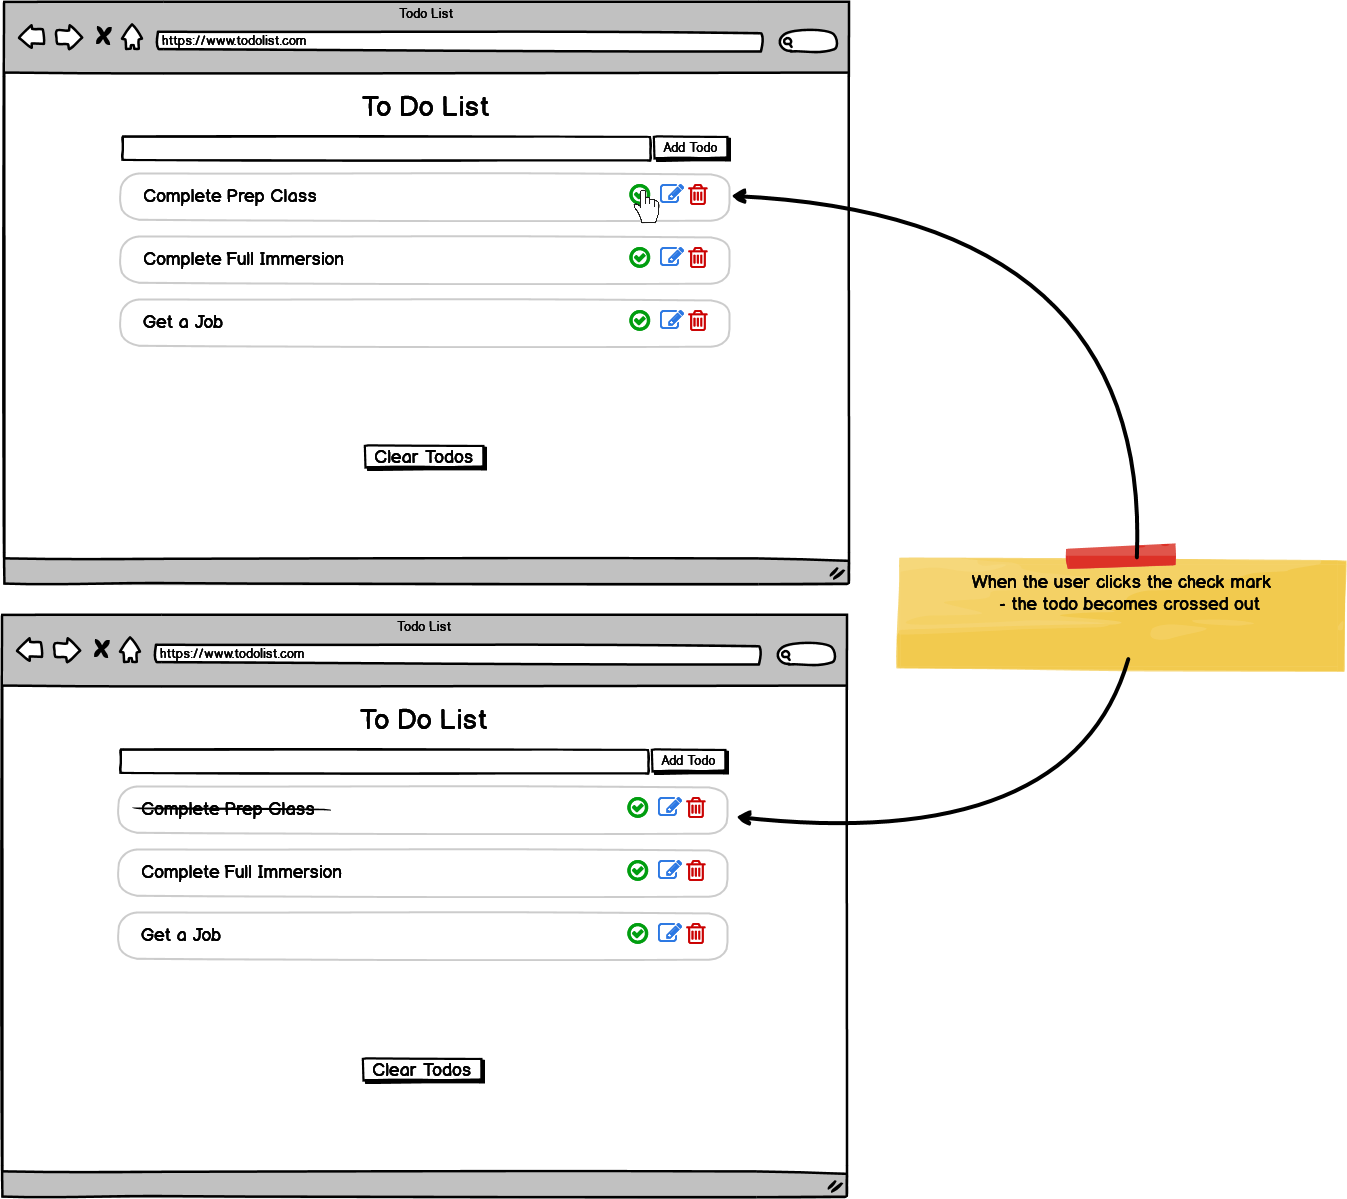 Todo List
https://www.todolist.com
To Do List
Add Todo
Complete Prep Class
Complete Full Immersion
Get a Job
Clear Todos
When the user clicks the check mark
- the todo becomes crossed out
Todo List
https://www.todolist.com
To Do List
Add Todo
Complete Prep Class
Complete Full Immersion
Get a Job
Clear Todos